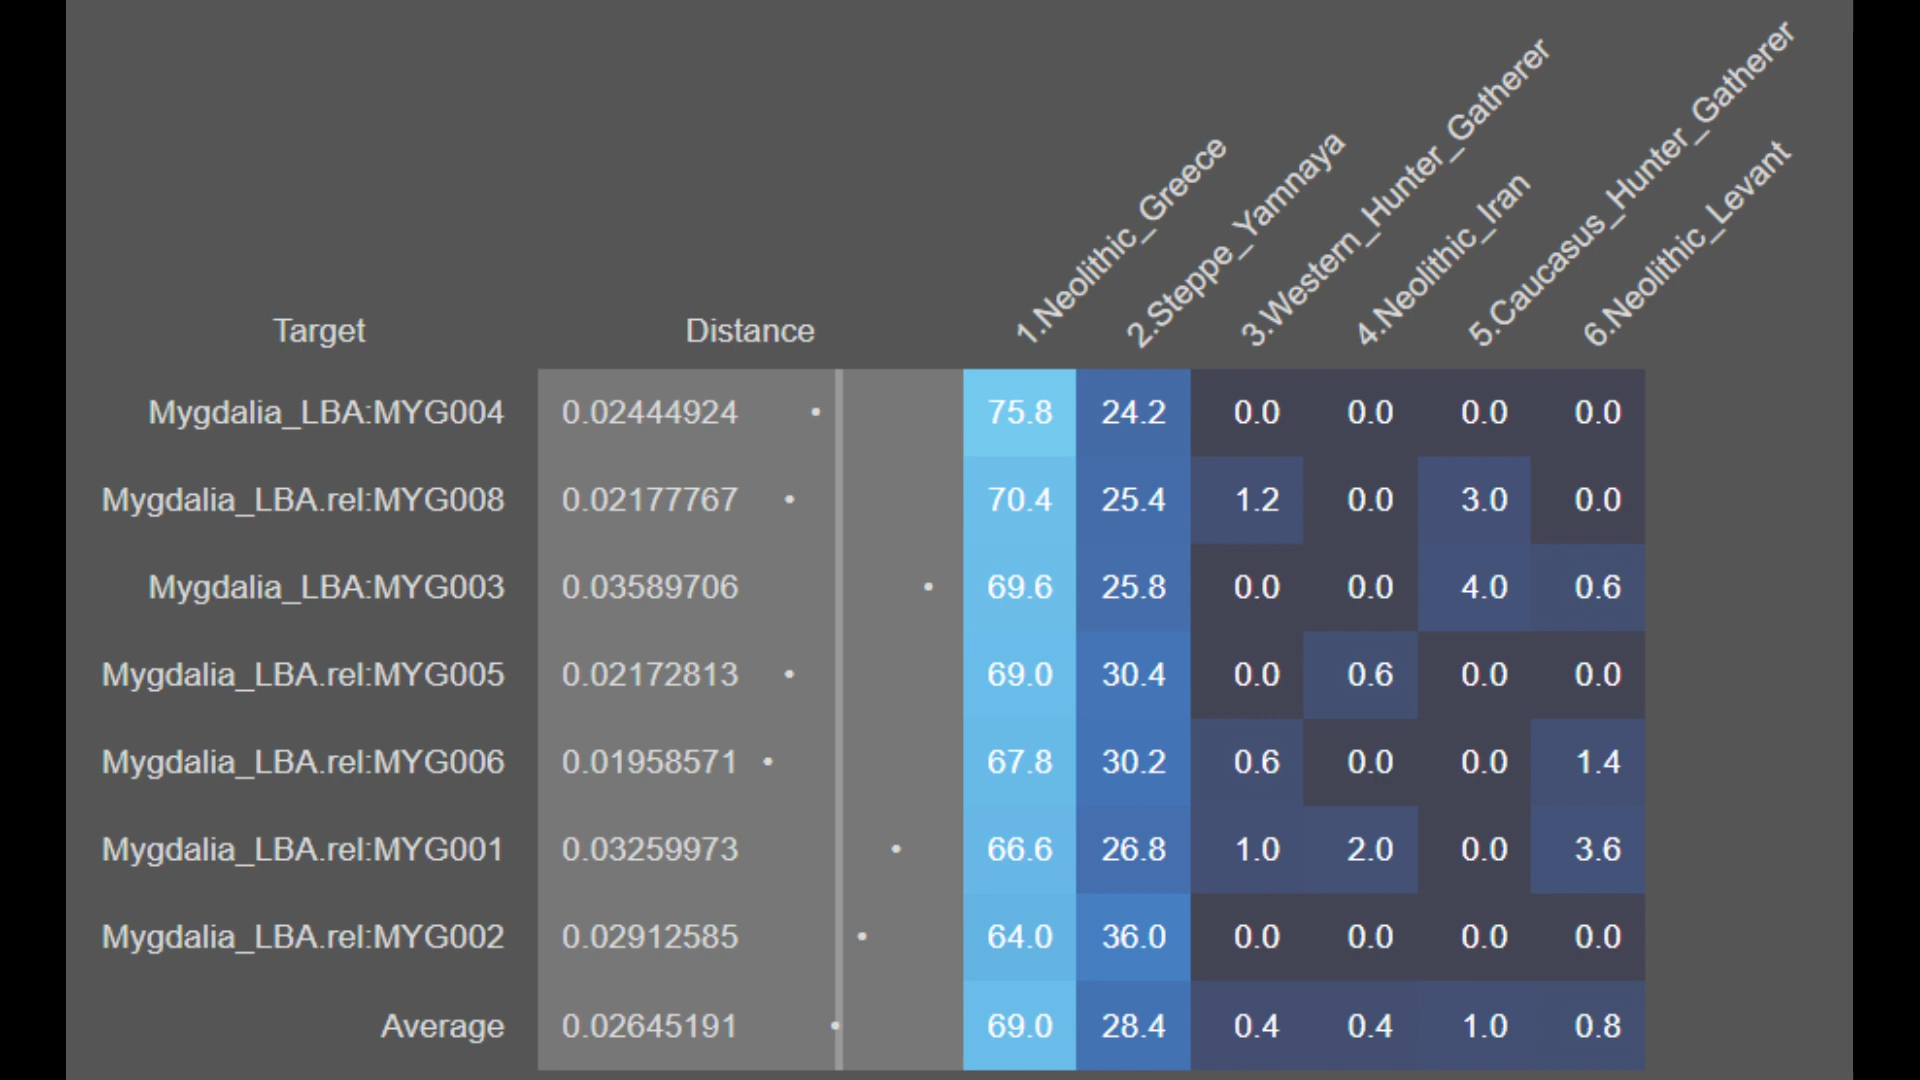 Target Distance 1.Neolithic_Greece 2.Steppe_Yamnaya 3.Western_Hunter_Gatherer 4.Neolithic_Iran 5.Caucasus_Hunter_Gatherer 6.Neolithic_Levant
Mygdalia_LBA:MYG004 0.02444924 75.8 24.2 0.0 0.0 0.0 0.0
Mygdalia_LBA.rel:MYG008 0.02177767 70.4 25.4 1.2 0.0 3.0 0.0
Mygdalia_LBA:MYG003 0.03589706 69.6 25.8 0.0 0.0 4.0 0.6
Mygdalia_LBA.rel:MYG005 0.02172813 69.0 30.4 0.0 0.6 0.0 0.0
Mygdalia_LBA.rel:MYG006 0.01958571 67.8 30.2 0.6 0.0 0.0 1.4
Mygdalia_LBA.rel:MYG001 0.03259973 66.6 26.8 1.0 2.0 0.0 3.6
Mygdalia_LBA.rel:MYG002 0.02912585 64.0 36.0 0.0 0.0 0.0 0.0
Average 0.02645191 69.0 28.4 0.4 0.4 1.0 0.8